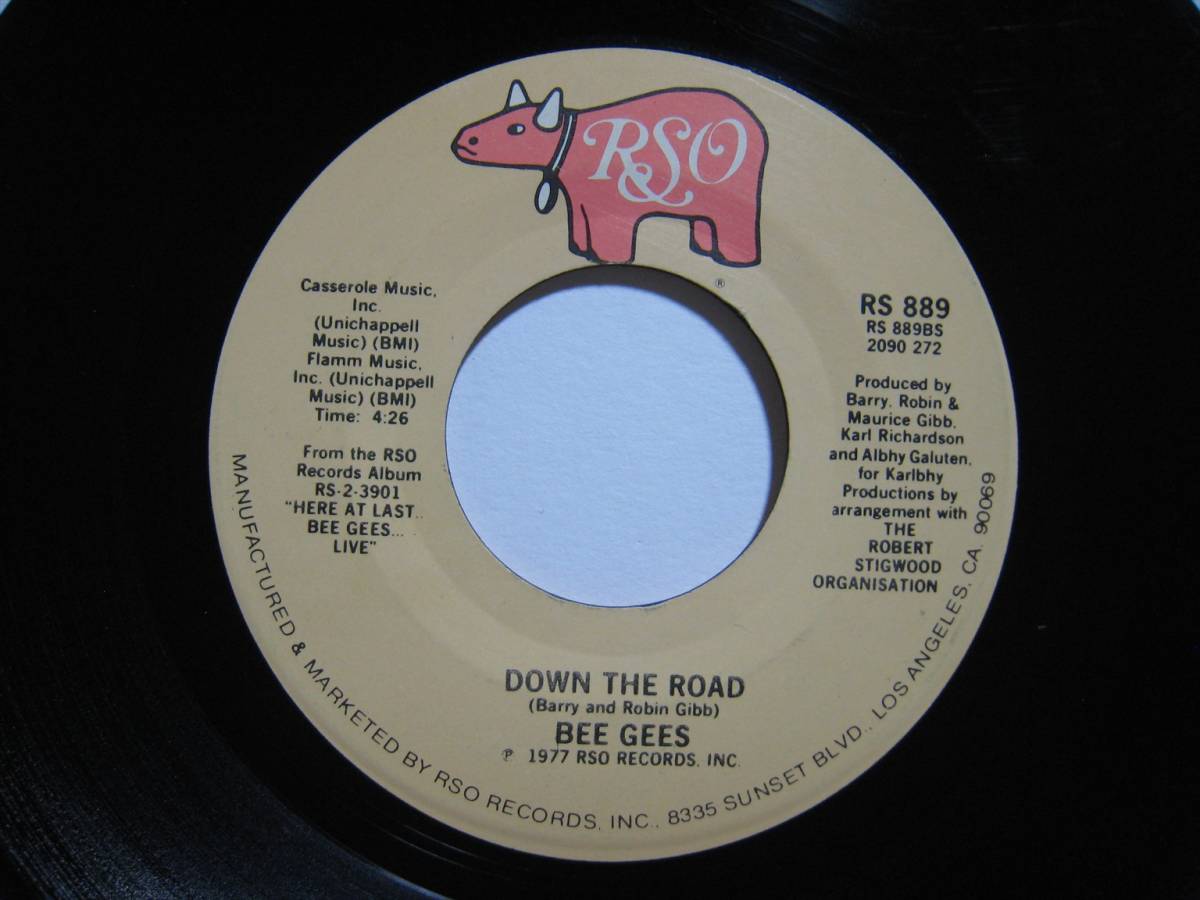 RSO
®
Casserole Music,
Inc.
(Unichappell
Music) (BMI)
Flamm Music,
Inc. (Unichappell
Music) (BMI)
Time: 4:26
From the RSO
Records Album
RS-2-3901
"HERE AT LAST..
BEE GEES...
LIVE"
RS 889
RS 889BS
2090 272
Produced by
Barry, Robin &
Maurice Gibb,
Karl Richardson
and Albhy Galuten,
for Karlbhy
Productions by
arrangement with
THE
ROBERT
STIGWOOD
ORGANISATION
DOWN THE ROAD
(Barry and Robin Gibb)
BEE GEES
℗ 1977 RSO RECORDS, INC.
MANUFACTURED & MARKETED BY RSO RECORDS, INC., 8335 SUNSET BLVD., LOS ANGELES, CA. 90069